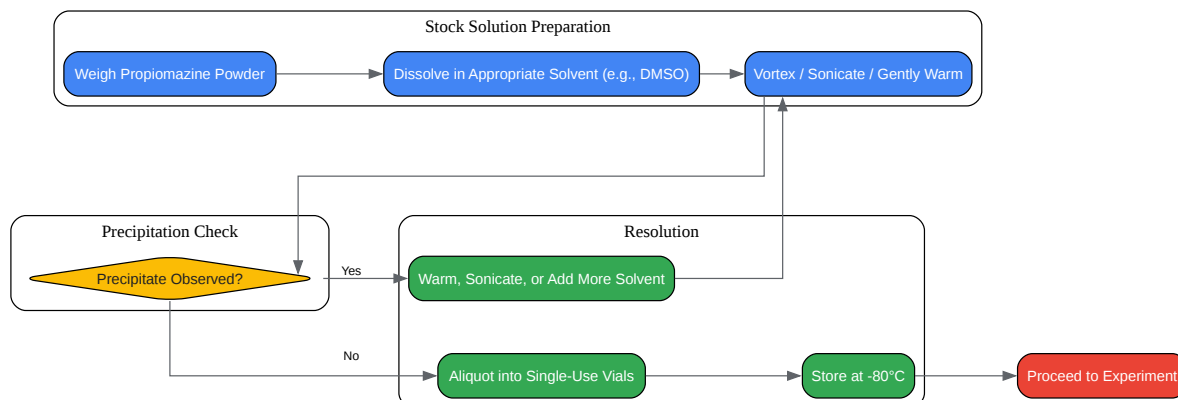 Stock Solution Preparation
Weigh Propiomazine Powder
Dissolve in Appropriate Solvent (e.g., DMSO)
Vortex / Sonicate / Gently Warm
Precipitation Check
Precipitate Observed?
Yes
No
Resolution
Warm, Sonicate, or Add More Solvent
Aliquot into Single-Use Vials
Store at -80°C
Proceed to Experiment